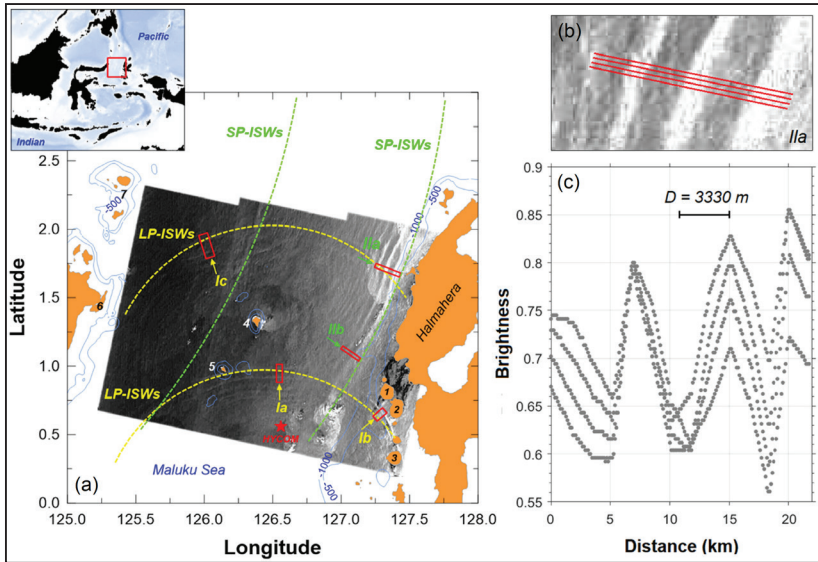 Pacific
Indian
(b)
IIa
SP-ISWs
SP-ISWs
-500
-1000
-500
7
LP-ISWs
IIa
Ic
Halmahera
6
4
IIb
5
LP-ISWs
1
2
Ia
Ib
3
Maluku Sea
-1000
-500
(a)
2.5
2.0
1.5
1.0
0.5
0.0
Latitude
125.0 125.5 126.0 126.5 127.0 127.5 128.0
Longitude
(c)
D = 3330 m
0.9
0.8
0.75
0.7
0.65
0.6
0.55
Brightness
0 5 10 15 20
Distance (km)